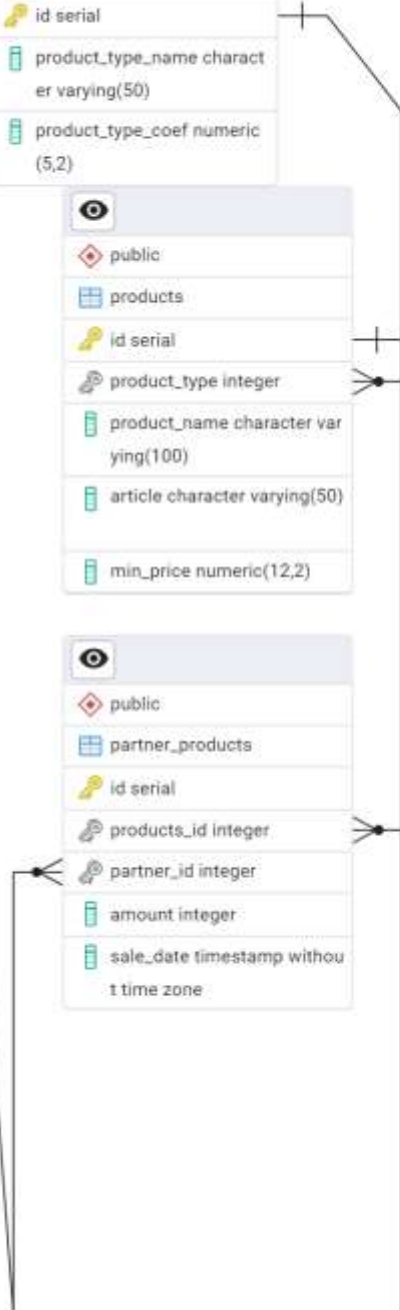 id serial
product_type_name charact
er varying(50)
product_type_coef numeric
(5,2)
public
products
id serial
product_type integer
product_name character var
ying(100)
article character varying(50)
min_price numeric(12,2)
public
partner_products
id serial
products_id integer
partner_id integer
amount integer
sale_date timestamp withou
t time zone